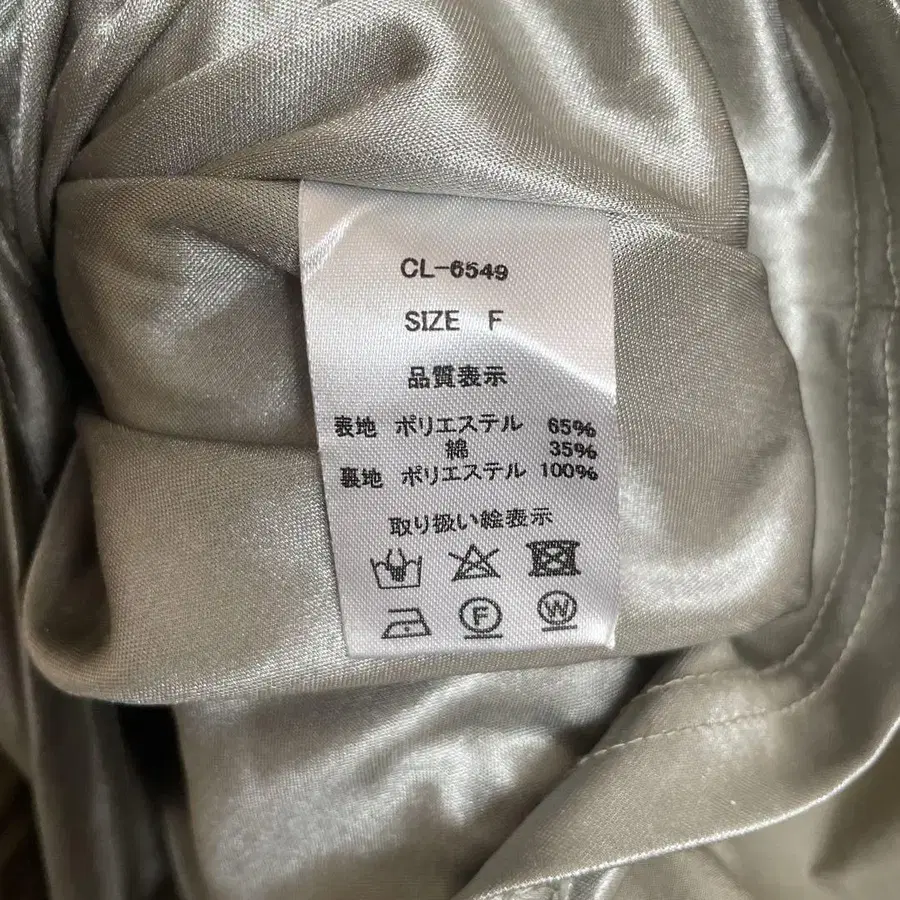 CL-6549
SIZE F
品質表示
表地 ポリエステル 65%
綿 35%
裏地 ポリエステル 100%
取り扱い絵表示
F W